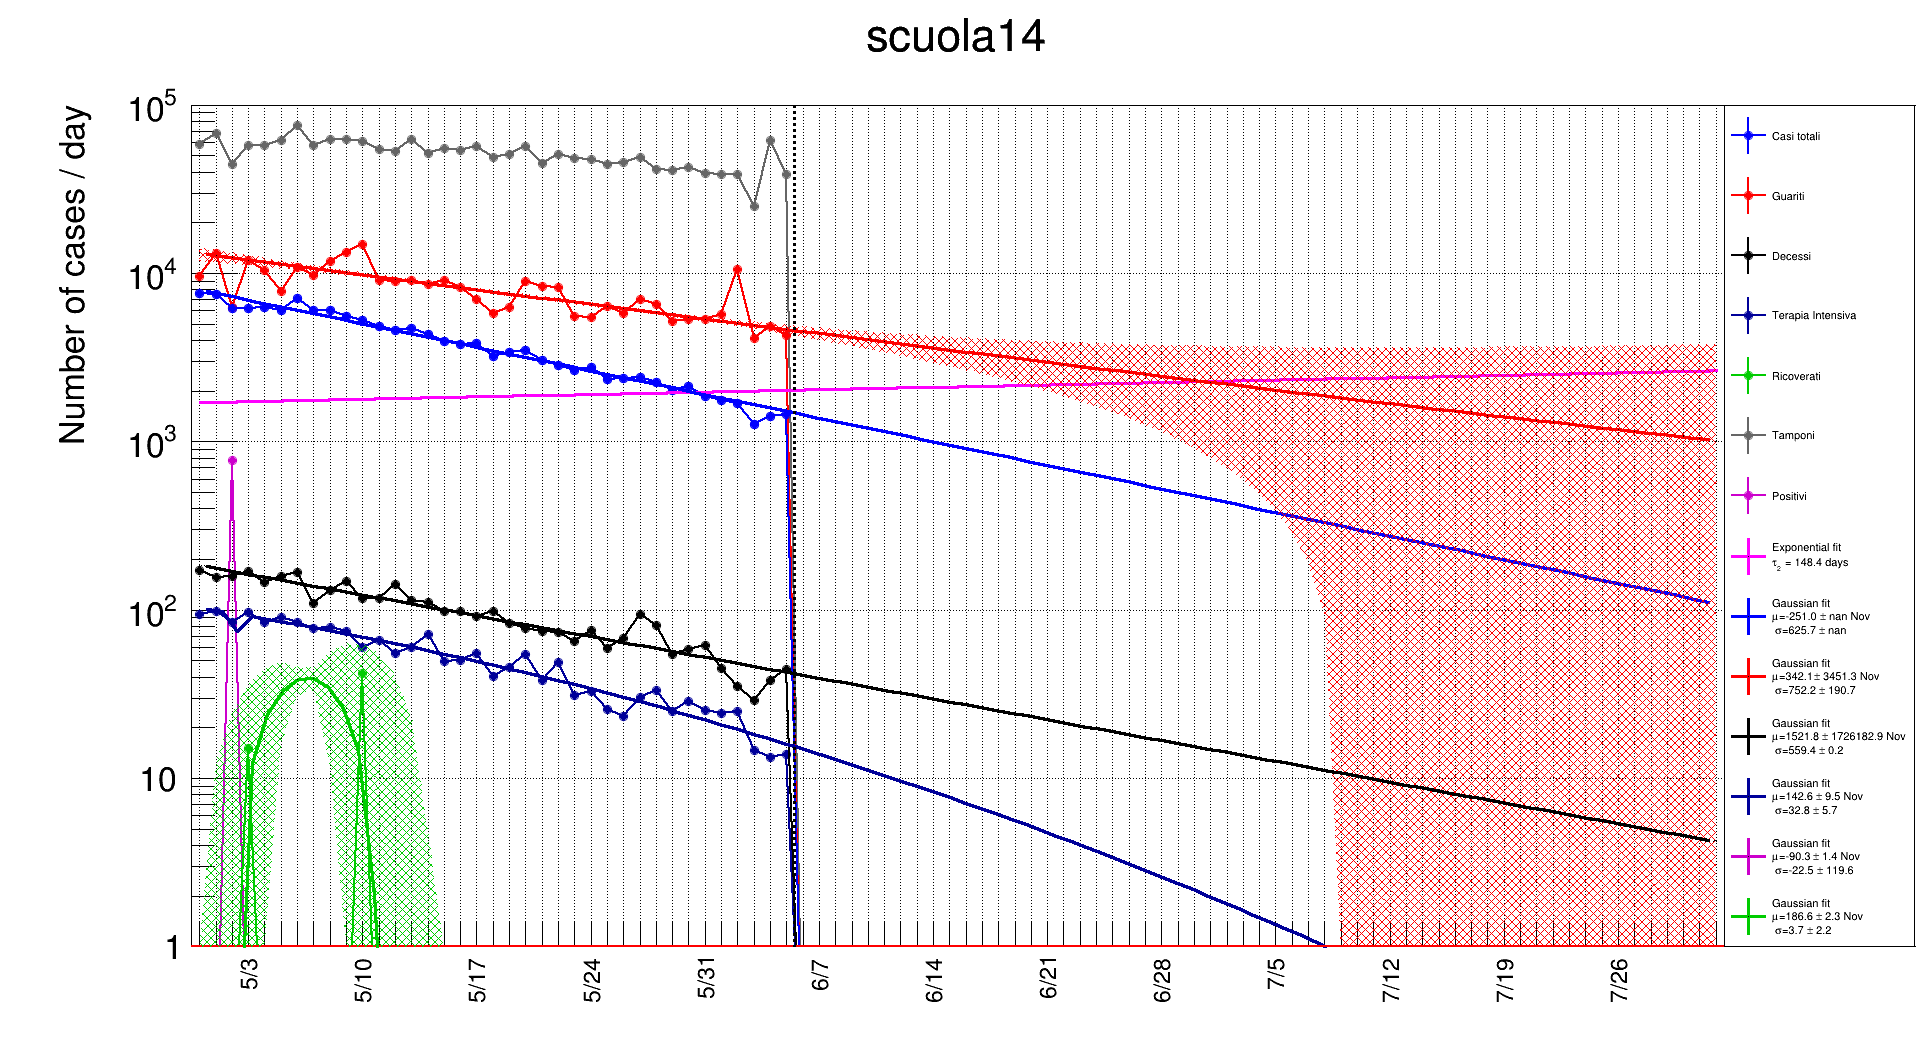 scuola14
Number of cases / day
10^5
10^4
10^3
10^2
10
1
5/3
5/10
5/17
5/24
5/31
6/7
6/14
6/21
6/28
7/5
7/12
7/19
7/26
Casi totali
Guariti
Decessi
Terapia Intensiva
Ricoverati
Tamponi
Positivi
Exponential fit
τ₂ = 148.4 days
Gaussian fit
μ=-251.0 ± nan Nov
σ=625.7 ± nan
Gaussian fit
μ=342.1 ± 3451.3 Nov
σ=752.2 ± 190.7
Gaussian fit
μ=1521.8 ± 1726182.9 Nov
σ=559.4 ± 0.2
Gaussian fit
μ=142.6 ± 9.5 Nov
σ=32.8 ± 5.7
Gaussian fit
μ=-90.3 ± 1.4 Nov
σ=-22.5 ± 119.6
Gaussian fit
μ=186.6 ± 2.3 Nov
σ=3.7 ± 2.2